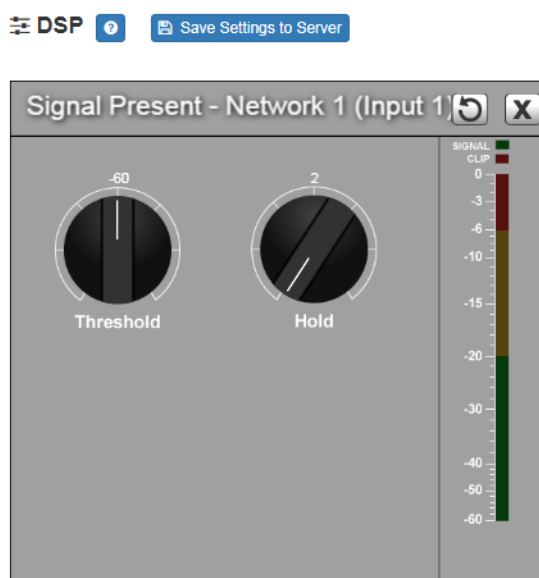 DSP ? Save Settings to Server
Signal Present - Network 1 (Input 1) X
SIGNAL
CLIP
-60
2
Threshold
Hold
0
-3
-6
-10
-15
-20
-30
-40
-50
-60